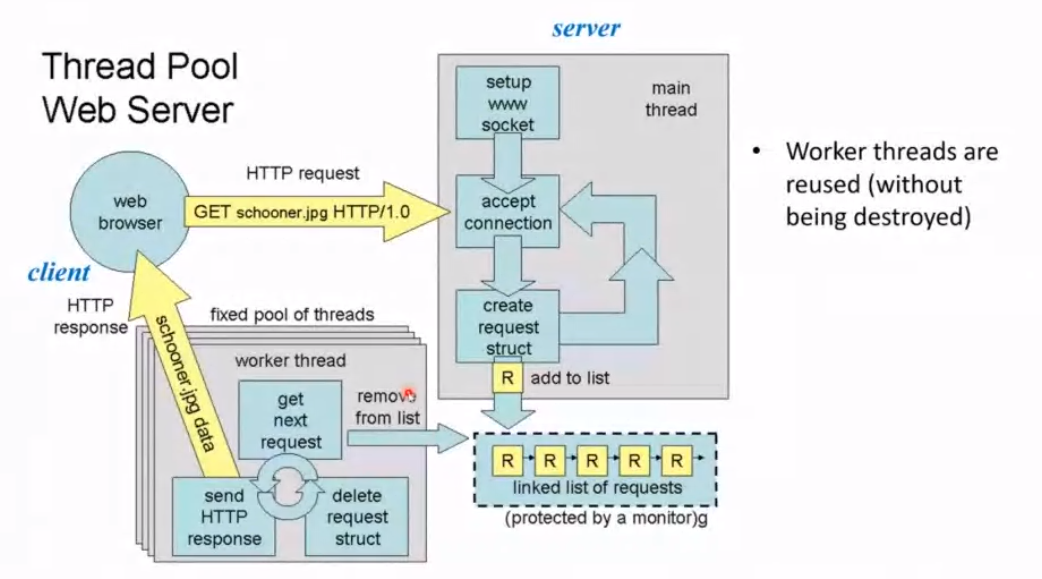 Thread Pool
Web Server
server
setup
www
socket
main
thread
• Worker threads are
reused (without
being destroyed)
HTTP request
web
browser
GET schooner.jpg HTTP/1.0
accept
connection
client
HTTP
response
schooner.jpg data
create
request
struct
R add to list
fixed pool of threads
worker thread
get
next
request
remove
from list
send
HTTP
response
delete
request
struct
R R R R R
linked list of requests
(protected by a monitor)g